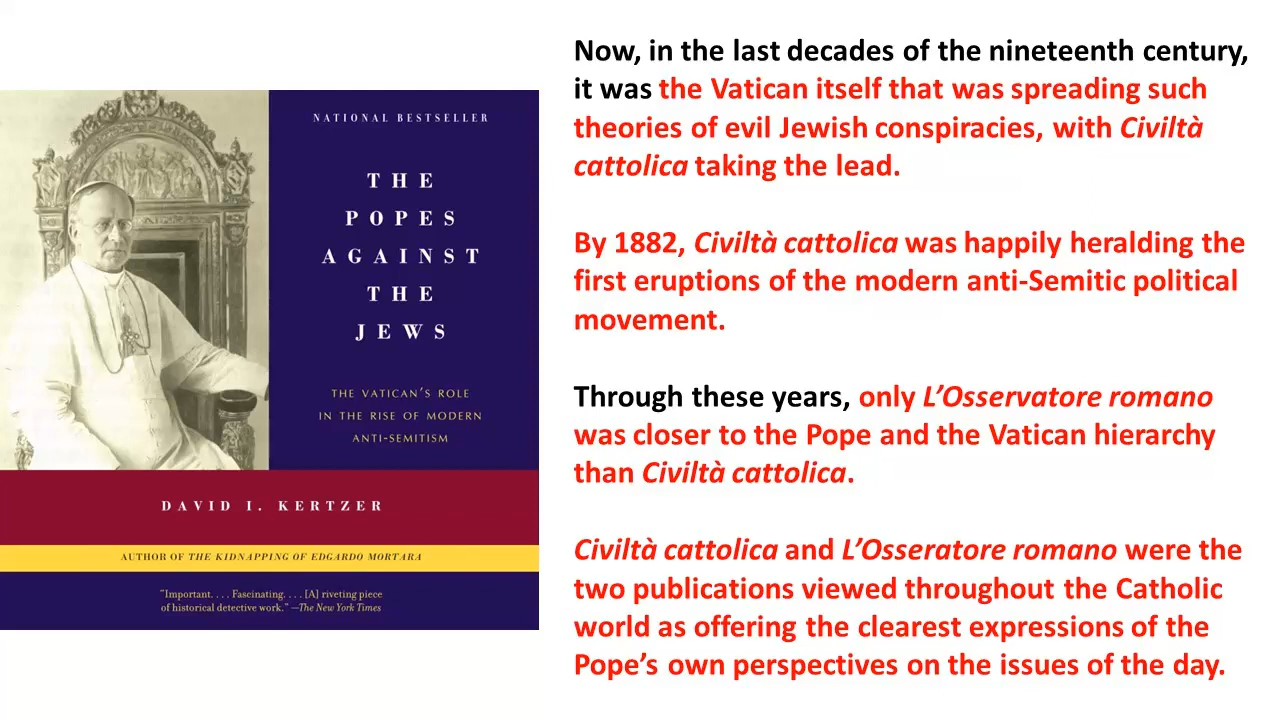 NATIONAL BESTSELLER
THE
POPES
AGAINST
THE
JEWS
THE VATICAN'S ROLE
IN THE RISE OF MODERN
ANTI-SEMITISM
DAVID I. KERTZER
AUTHOR OF THE KIDNAPPING OF EDGARDO MORTARA
"Important. . . . Fascinating. . . . [A] riveting piece
of historical detective work." —The New York Times
Now, in the last decades of the nineteenth century,
it was the Vatican itself that was spreading such
theories of evil Jewish conspiracies, with Civiltà
cattolica taking the lead.
By 1882, Civiltà cattolica was happily heralding the
first eruptions of the modern anti-Semitic political
movement.
Through these years, only L'Osservatore romano
was closer to the Pope and the Vatican hierarchy
than Civiltà cattolica.
Civiltà cattolica and L'Osseratore romano were the
two publications viewed throughout the Catholic
world as offering the clearest expressions of the
Pope's own perspectives on the issues of the day.